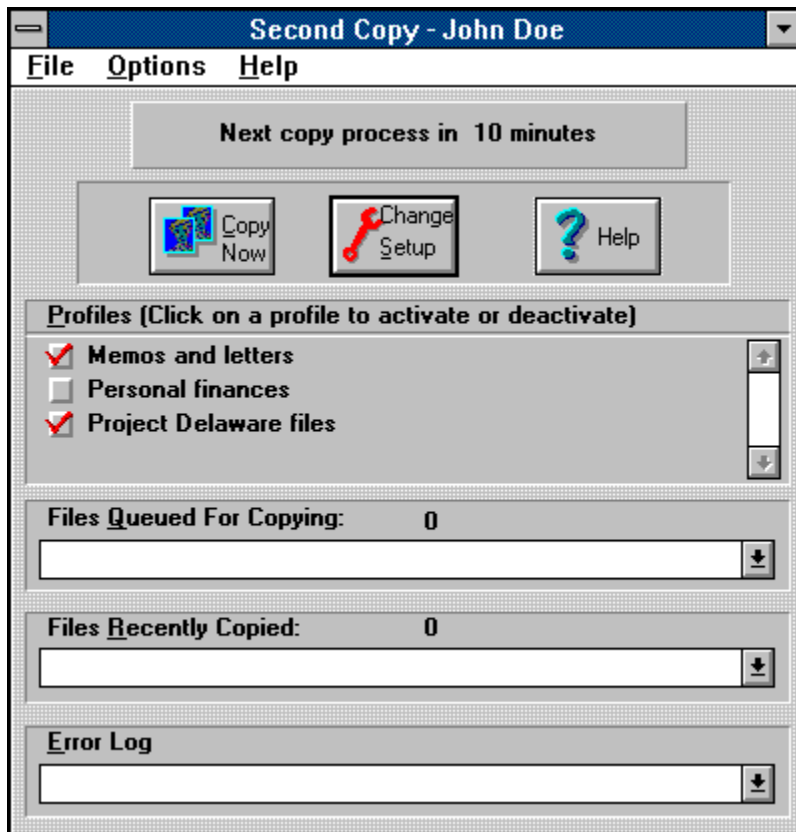 Second Copy - John Doe
File Options Help
Next copy process in 10 minutes
Copy
Now
Change
Setup
Help
Profiles (Click on a profile to activate or deactivate)
Memos and letters
Personal finances
Project Delaware files
Files Queued For Copying: 0
Files Recently Copied: 0
Error Log